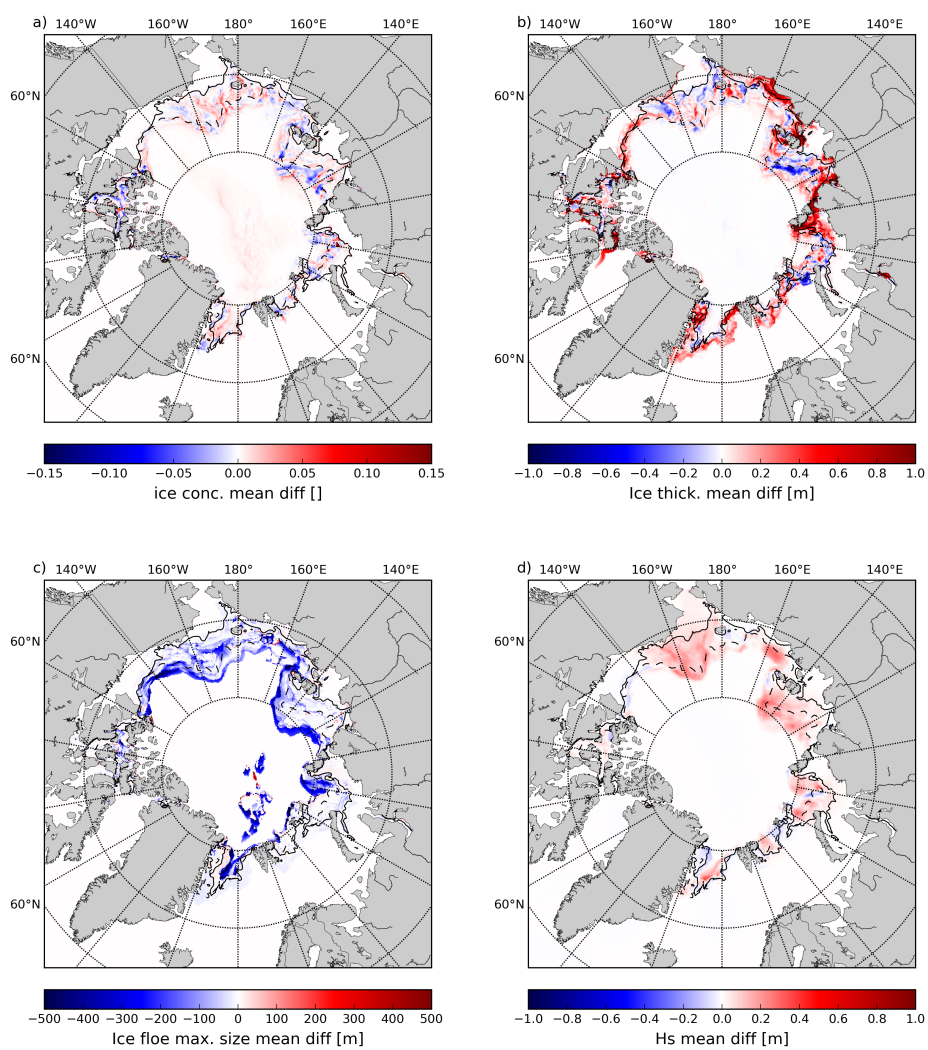 a) 140°W 160°W 180° 160°E 140°E
60°N
60°N
−0.15 −0.10 −0.05 0.00 0.05 0.10 0.15
ice conc. mean diff []
b) 160°W 180° 160°E 140°E
−1.0 −0.8 −0.6 −0.4 −0.2 0.0 0.2 0.4 0.6 0.8 1.0
Ice thick. mean diff [m]
60°N
60°N
c) 140°W 160°W 180° 160°E 140°E
60°N
60°N
−500 −400 −300 −200 −100 0 100 200 300 400 500
Ice floe max. size mean diff [m]
d) 160°W 180° 160°E 140°E
60°N
60°N
−1.0 −0.8 −0.6 −0.4 −0.2 0.0 0.2 0.4 0.6 0.8 1.0
Hs mean diff [m]